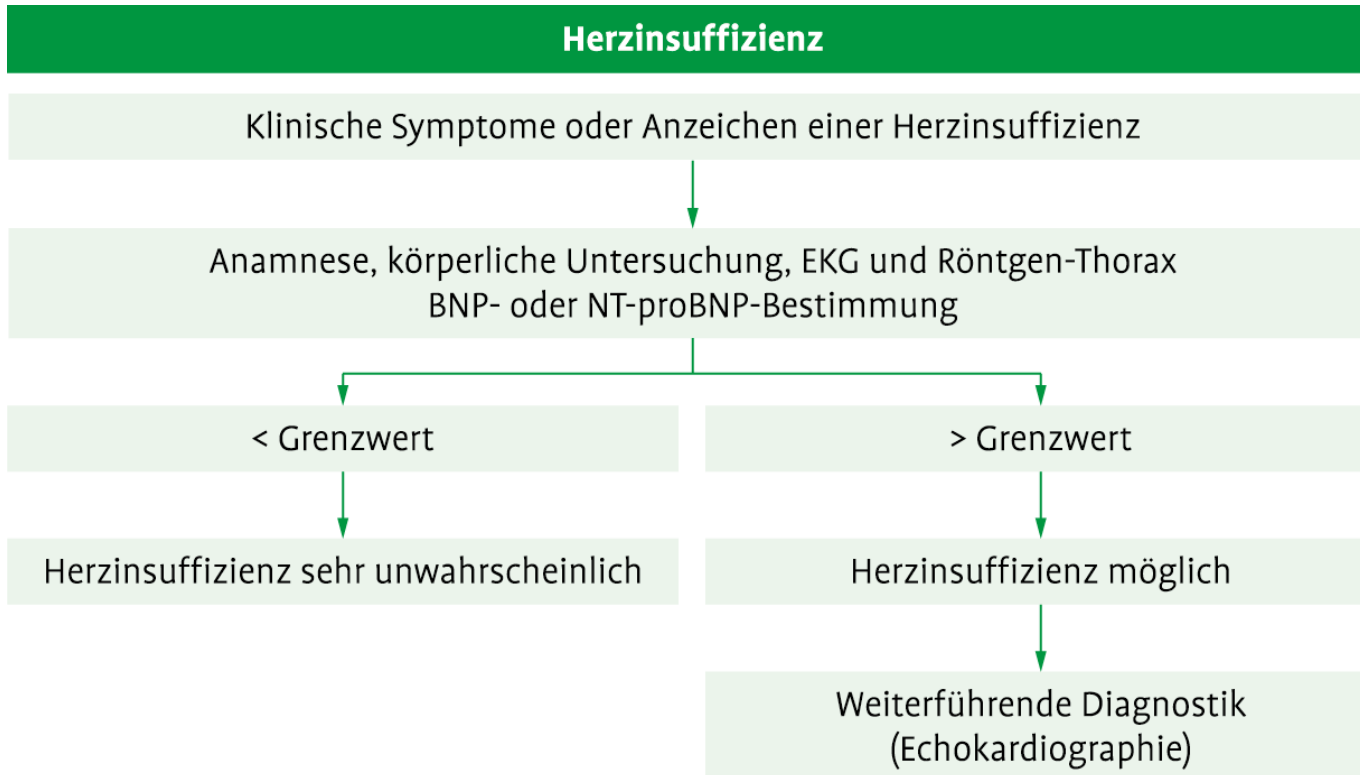 Herzinsuffizienz
Klinische Symptome oder Anzeichen einer Herzinsuffizienz
Anamnese, körperliche Untersuchung, EKG und Röntgen-Thorax
BNP- oder NT-proBNP-Bestimmung
< Grenzwert
> Grenzwert
Herzinsuffizienz sehr unwahrscheinlich
Herzinsuffizienz möglich
Weiterführende Diagnostik
(Echokardiographie)